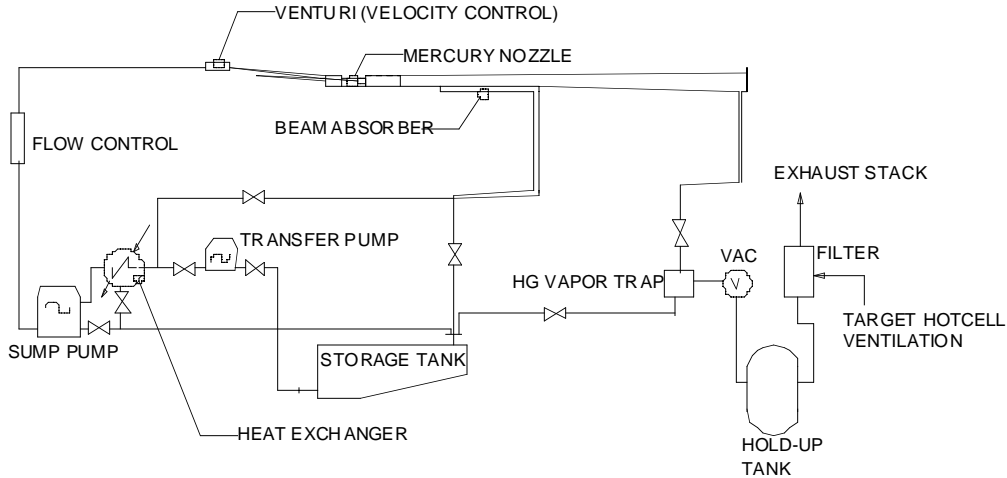 VENTURI (VELOCITY CONTROL)
MERCURY NOZZLE
BEAM ABSORBER
FLOW CONTROL
EXHAUST STACK
TRANSFER PUMP
VAC
FILTER
HG VAPOR TRAP
V
TARGET HOTCELL
VENTILATION
SUMP PUMP
STORAGE TANK
HEAT EXCHANGER
HOLD-UP
TANK